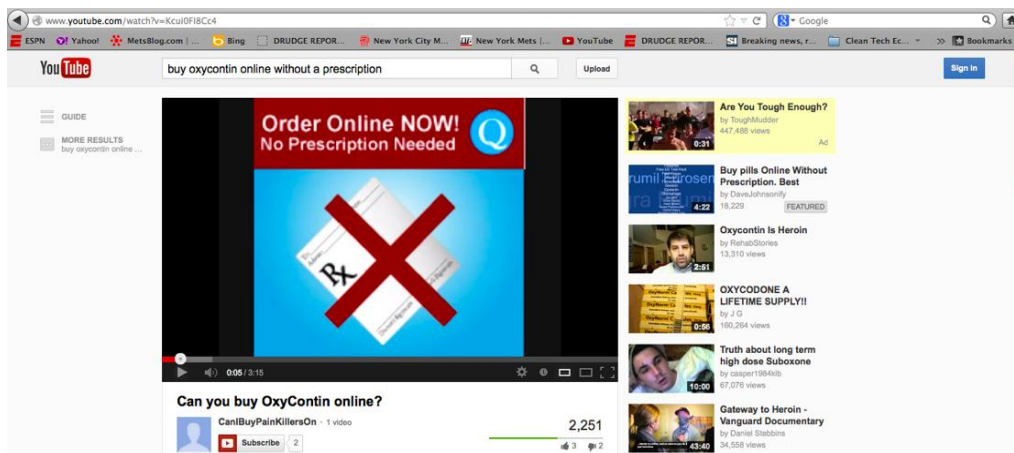 www.youtube.com/watch?v=Kcui0FI8Cc4
Google
ESPN Yahoo! MetsBlog.com | ... Bing DRUDGE REPOR... New York City M... New York Mets |... YouTube DRUDGE REPOR... Breaking news, r... Clean Tech Ec... Bookmarks
YouTube
buy oxycontin online without a prescription
Upload
Sign In
GUIDE
MORE RESULTS
buy oxycontin online ...
Order Online NOW!
No Prescription Needed
Q
Rx
0:05 / 3:15
Can you buy OxyContin online?
CanIBuyPainKillersOn · 1 video
Subscribe 2
2,251
3 2
Are You Tough Enough?
by ToughMudder
447,488 views
Ad
0:31
Buy pills Online Without
Prescription. Best
by DaveJohnsonify
18,229
FEATURED
4:22
Oxycontin Is Heroin
by RehabStories
13,310 views
2:51
OXYCODONE A
LIFETIME SUPPLY!!
by J G
160,264 views
0:56
Truth about long term
high dose Suboxone
by casper1984kib
67,076 views
10:00
Gateway to Heroin -
Vanguard Documentary
by Daniel Stebbins
34,558 views
43:40